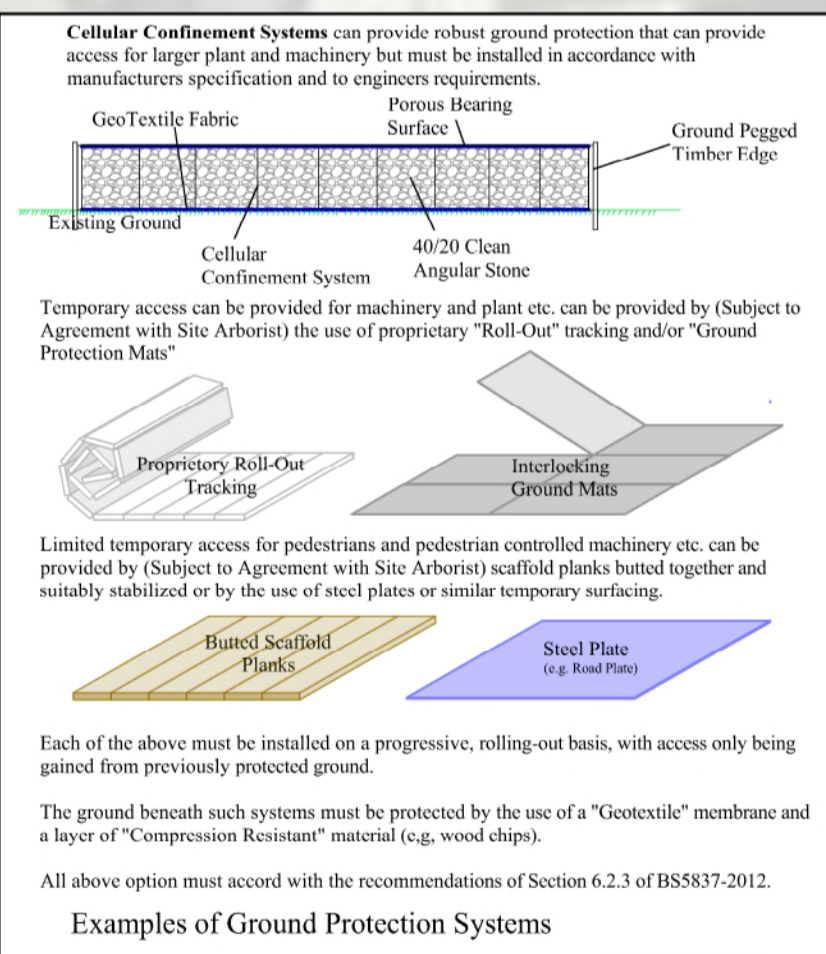 Cellular Confinement Systems can provide robust ground protection that can provide
access for larger plant and machinery but must be installed in accordance with
manufacturers specification and to engineers requirements.
GeoTextile Fabric
Porous Bearing
Surface
Ground Pegged
Timber Edge
Existing Ground
Cellular
Confinement System
40/20 Clean
Angular Stone
Temporary access can be provided for machinery and plant etc. can be provided by (Subject to
Agreement with Site Arborist) the use of proprietary "Roll-Out" tracking and/or "Ground
Protection Mats"
Proprietory Roll-Out
Tracking
Interlocking
Ground Mats
Limited temporary access for pedestrians and pedestrian controlled machinery etc. can be
provided by (Subject to Agreement with Site Arborist) scaffold planks butted together and
suitably stabilized or by the use of steel plates or similar temporary surfacing.
Butted Scaffold
Planks
Steel Plate
(e.g. Road Plate)
Each of the above must be installed on a progressive, rolling-out basis, with access only being
gained from previously protected ground.
The ground beneath such systems must be protected by the use of a "Geotextile" membrane and
a layer of "Compression Resistant" material (e,g, wood chips).
All above option must accord with the recommendations of Section 6.2.3 of BS5837-2012.
Examples of Ground Protection Systems